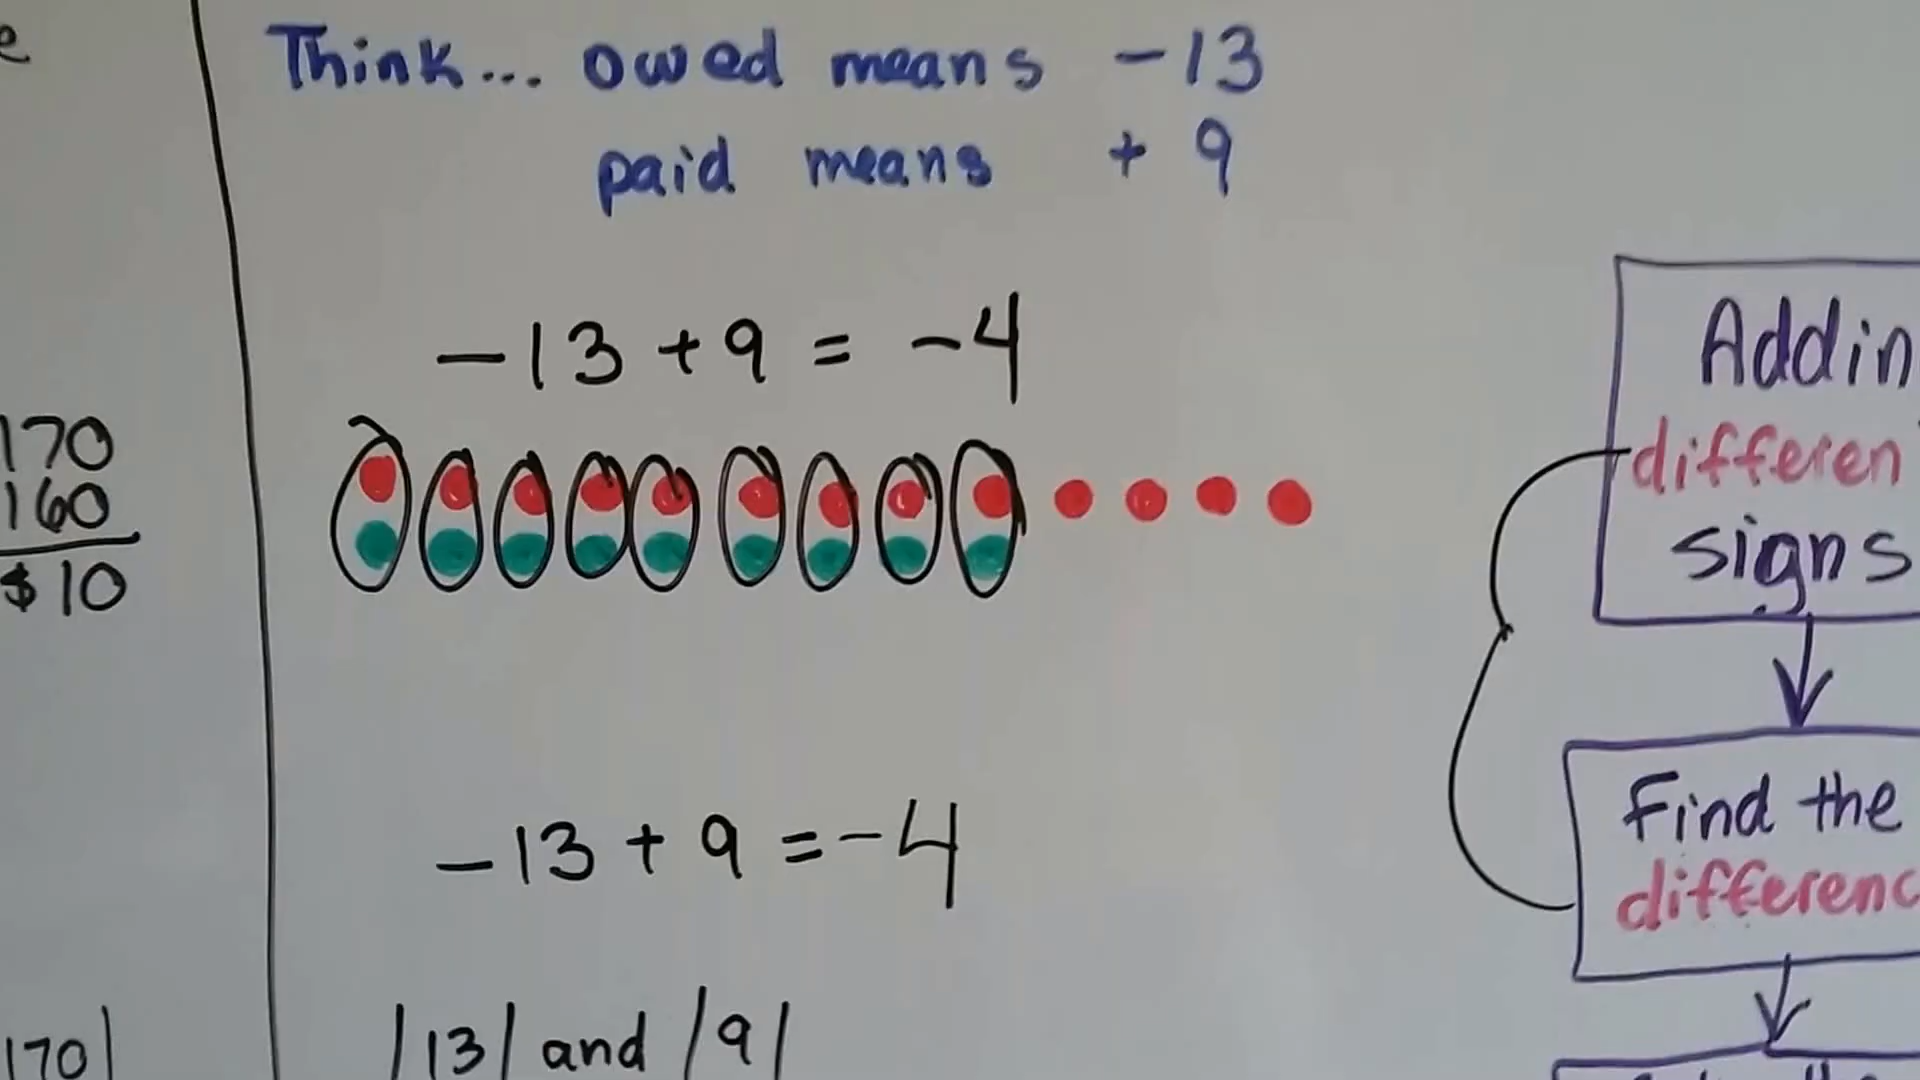 Think... owed means -13
paid means + 9
-13 + 9 = -4
170
160
$10
-13 + 9 = -4
|13| and |9|
170|
Addin
differen
signs
Find the
differenc